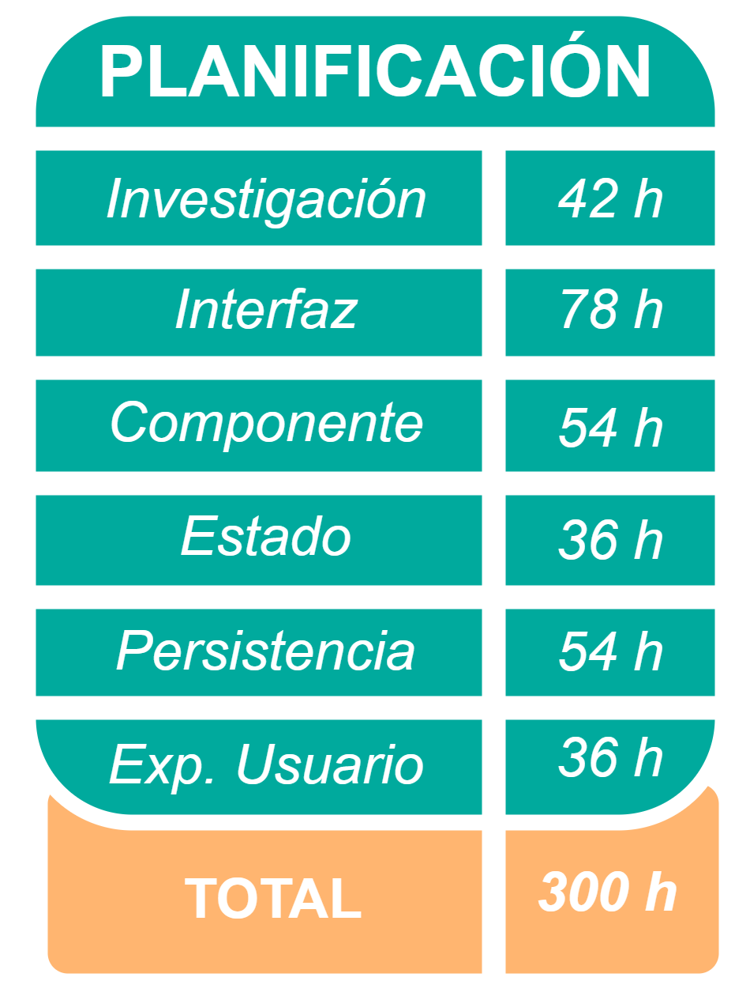 PLANIFICACIÓN
Investigación 42 h
Interfaz 78 h
Componente 54 h
Estado 36 h
Persistencia 54 h
Exp. Usuario 36 h
TOTAL 300 h